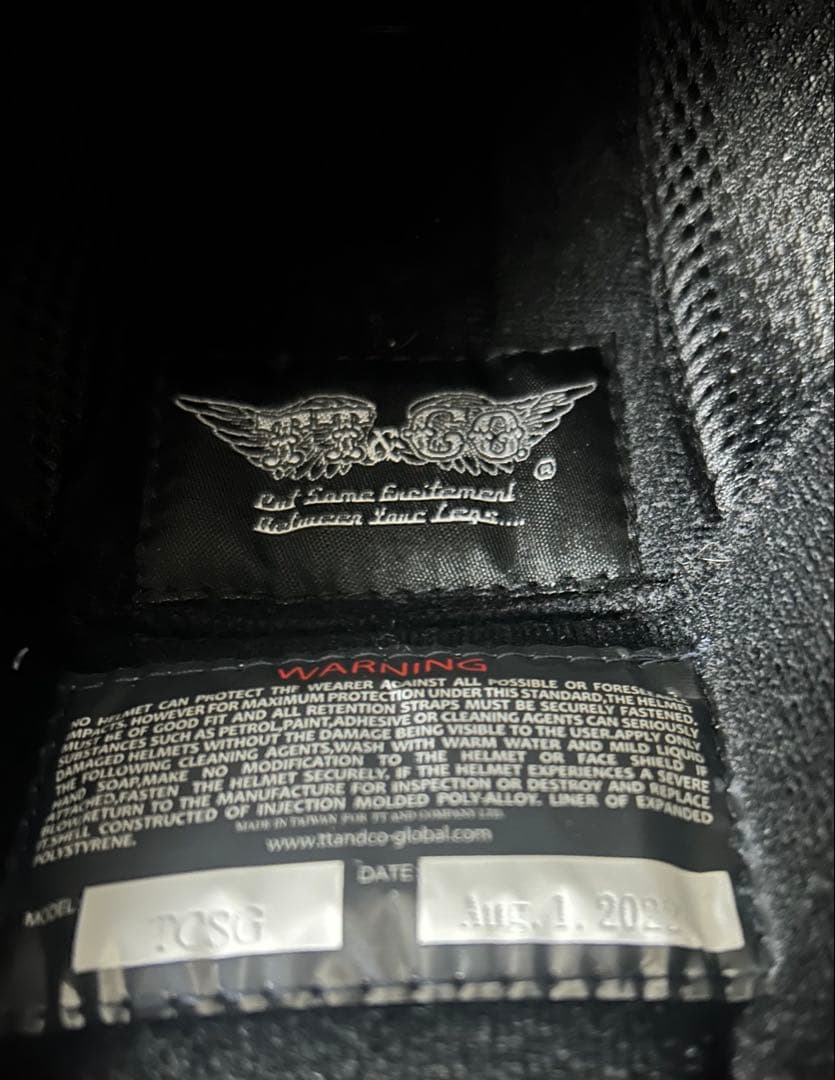 TT&CO.
®
Put Some Excitement
Between Your Legs....
WARNING
NO HELMET CAN PROTECT THE WEARER AGAINST ALL POSSIBLE OR
IMPACTS. HOWEVER FOR MAXIMUM PROTECTION UNDER THIS STANDARD, THE HELMET
MUST BE OF GOOD FIT AND ALL RETENTION STRAPS MUST BE SECURELY FASTENED.
SUBSTANCES SUCH AS PETROL, PAINT, ADHESIVE OR CLEANING AGENTS CAN SERIOUSLY
DAMAGED HELMETS WITHOUT THE DAMAGE BEING VISIBLE TO THE USER. APPLY ONLY
THE FOLLOWING CLEANING AGENTS, WASH WITH WARM WATER AND MILD LIQUID
HAND SOAP, MAKE NO MODIFICATION TO THE HELMET OR FACE SHIELD IF
ATTACHED, FASTEN THE HELMET SECURELY, IF THE HELMET EXPERIENCES A SEVERE
BLOW, RETURN TO THE MANUFACTURE FOR INSPECTION OR DESTROY AND REPLACE
IT. SHELL CONSTRUCTED OF INJECTION MOLDED POLY-ALLOY. LINER OF EXPANDED
POLYSTYRENE.
MADE IN TAIWAN FOR TT AND COMPANY LTD.
www.ttandco-global.com
MODEL DATE
TCSG Aug. 1. 2022